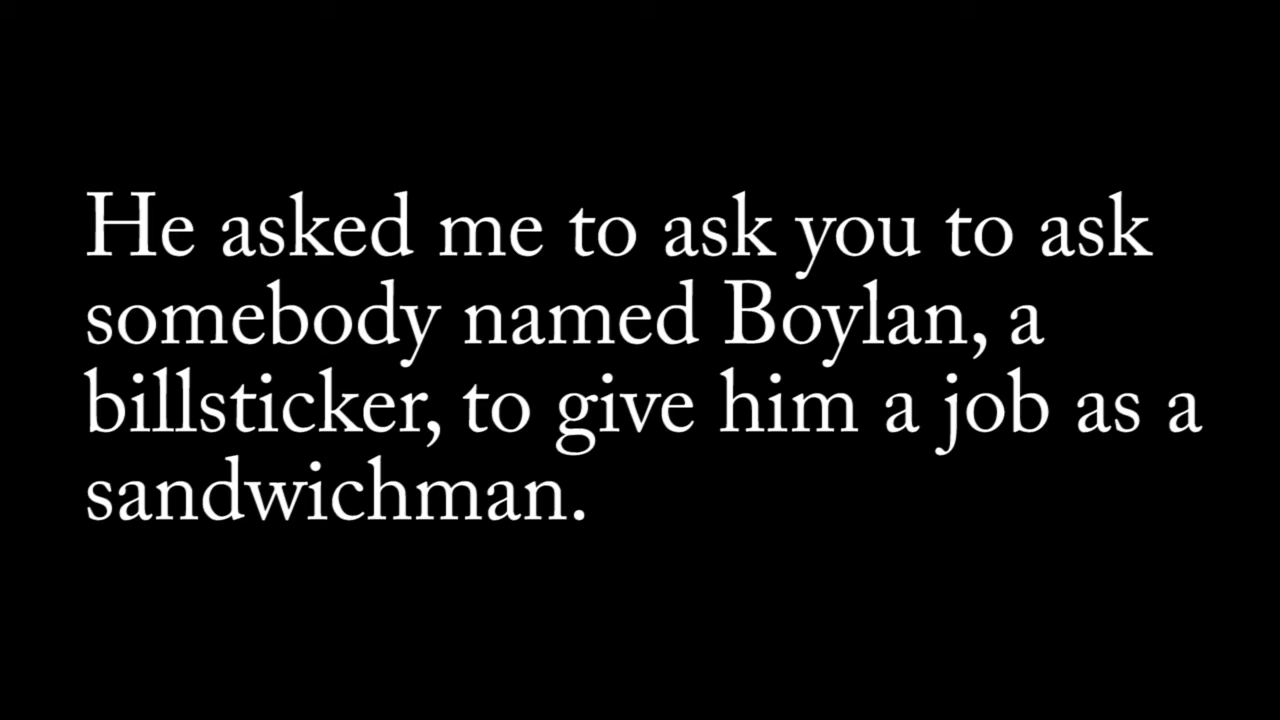 He asked me to ask you to ask
somebody named Boylan, a
billsticker, to give him a job as a
sandwichman.